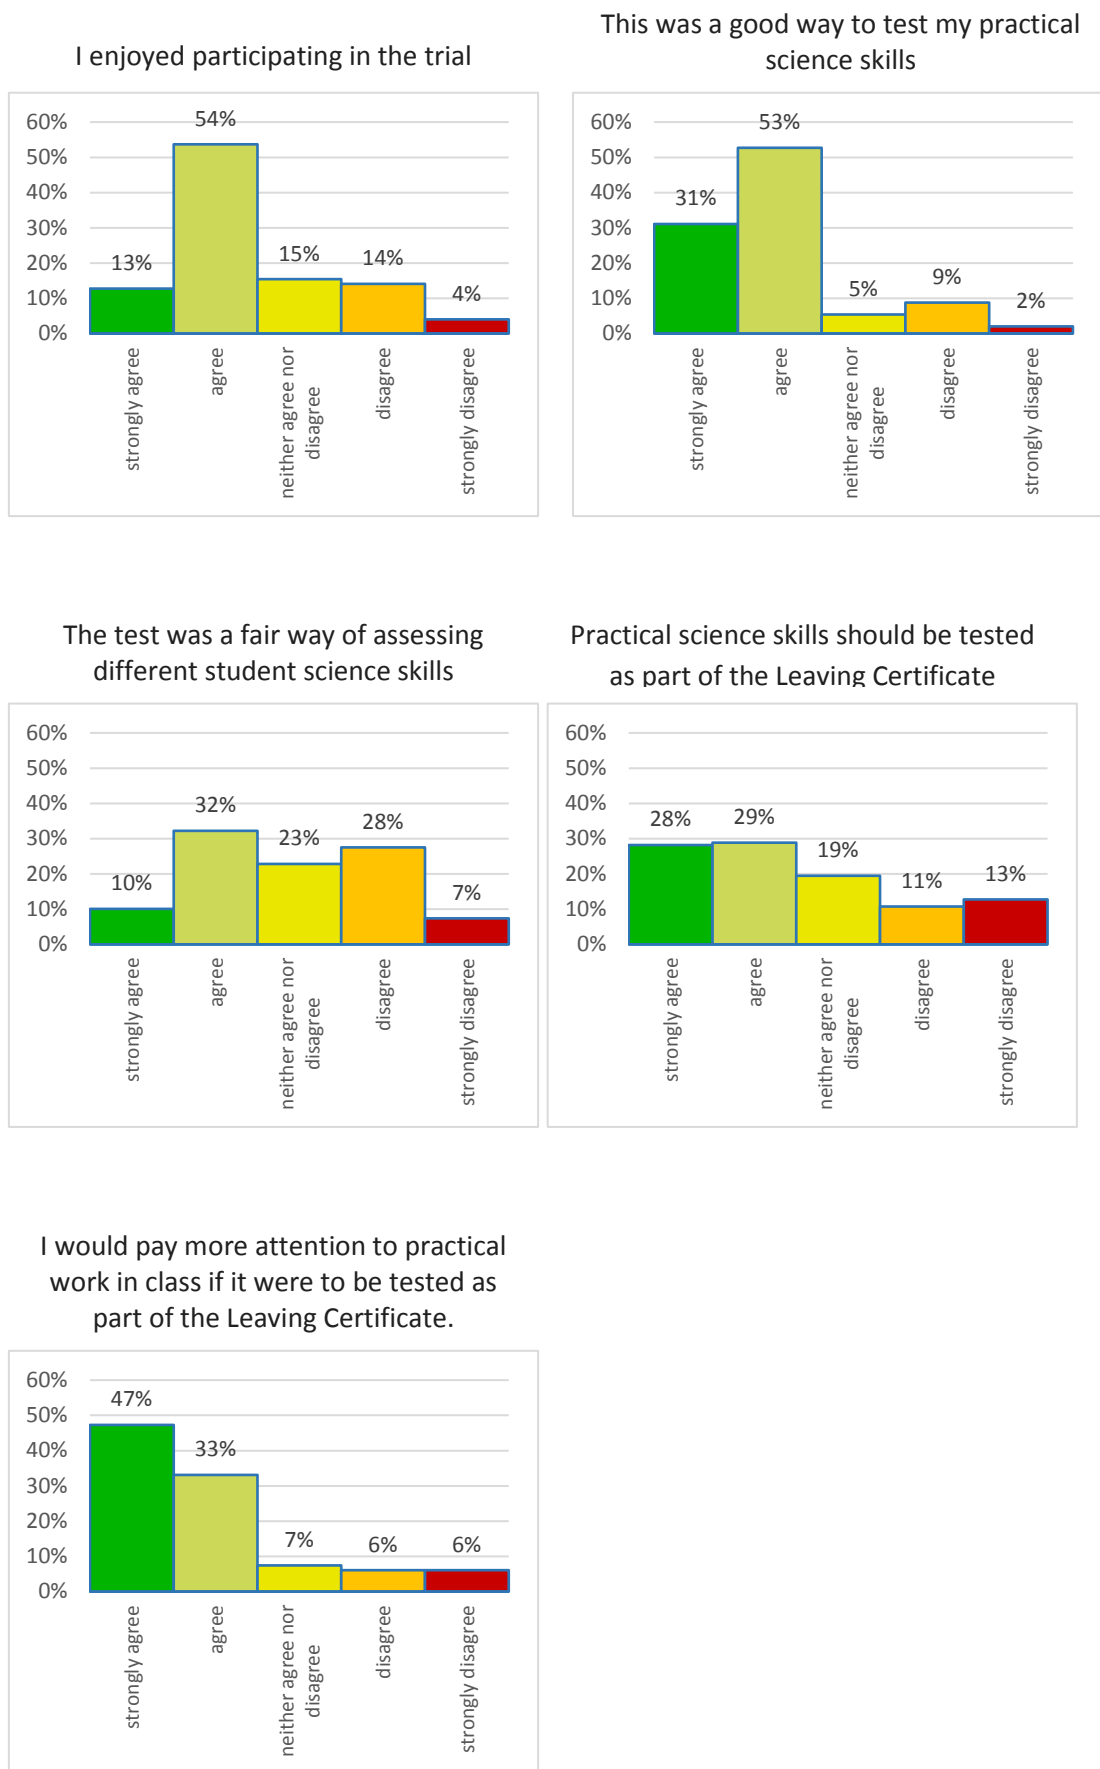 I enjoyed participating in the trial
60%
50%
40%
30%
20%
10%
0%
13%
54%
15%
14%
4%
strongly agree
agree
neither agree nor
disagree
disagree
strongly disagree
This was a good way to test my practical
science skills
60%
50%
40%
30%
20%
10%
0%
31%
53%
5%
9%
2%
strongly agree
agree
neither agree nor
disagree
disagree
strongly disagree
The test was a fair way of assessing
different student science skills
60%
50%
40%
30%
20%
10%
0%
10%
32%
23%
28%
7%
strongly agree
agree
neither agree nor
disagree
disagree
strongly disagree
Practical science skills should be tested
as part of the Leaving Certificate
60%
50%
40%
30%
20%
10%
0%
28%
29%
19%
11%
13%
strongly agree
agree
neither agree nor
disagree
disagree
strongly disagree
I would pay more attention to practical
work in class if it were to be tested as
part of the Leaving Certificate.
60%
50%
40%
30%
20%
10%
0%
47%
33%
7%
6%
6%
strongly agree
agree
neither agree nor
disagree
disagree
strongly disagree